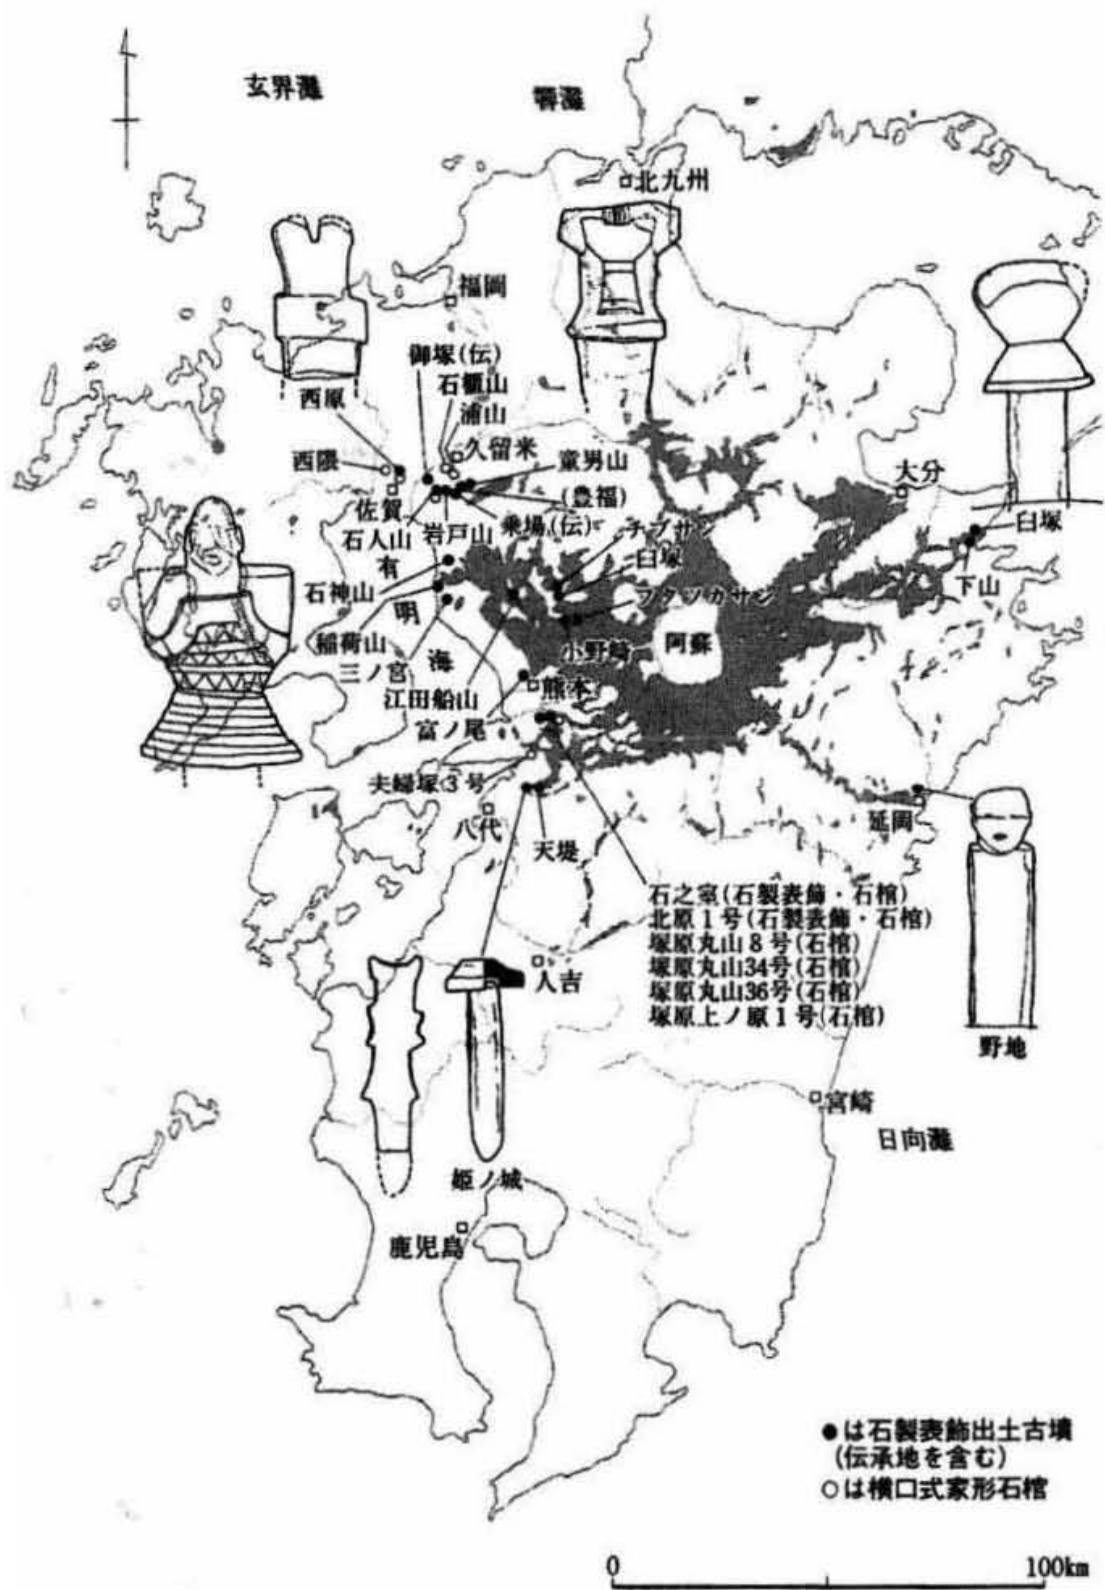 玄界灘
響灘
北九州
福岡
御塚(伝)
石櫃山
浦山
西原
久留米
西隈
童男山
大分
佐賀
(豊福)
石人山
岩戸山
乗場(伝)
チブサン
臼塚
有
臼塚
下山
石神山
明
フタツカサン
稲荷山
小野崎
阿蘇
三ノ宮
海
江田船山
熊本
富ノ尾
夫婦塚3号
八代
天堤
延岡
石之室(石製表飾・石棺)
北原1号(石製表飾・石棺)
塚原丸山8号(石棺)
塚原丸山34号(石棺)
塚原丸山36号(石棺)
塚原上ノ原1号(石棺)
人吉
野地
宮崎
日向灘
姫ノ城
鹿児島
●は石製表飾出土古墳
(伝承地を含む)
○は横口式家形石棺
0
100km